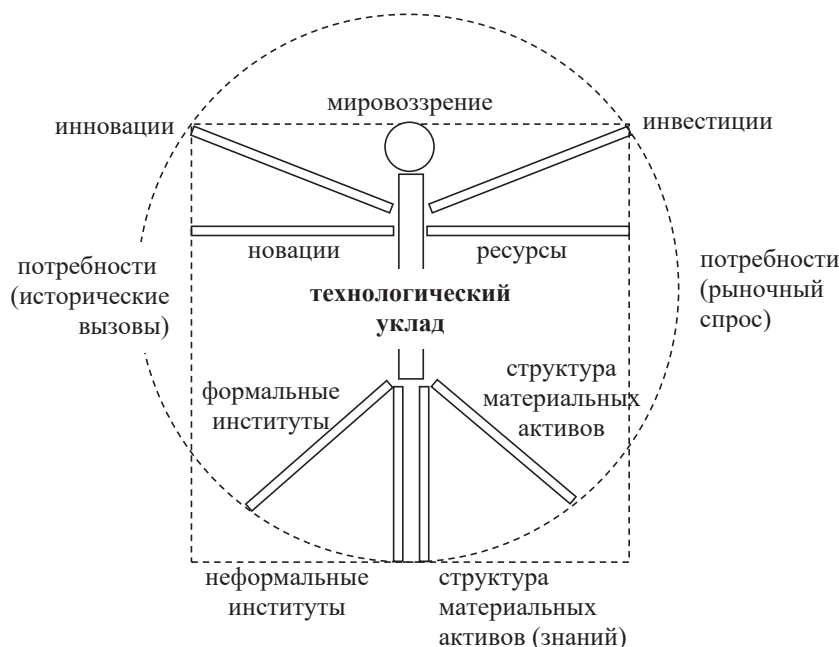 мировоззрение
инновации
инвестиции
новации
ресурсы
потребности
(исторические
вызовы)
потребности
(рыночный
спрос)
технологический
уклад
формальные
институты
структура
материальных
активов
неформальные
институты
структура
материальных
активов (знаний)